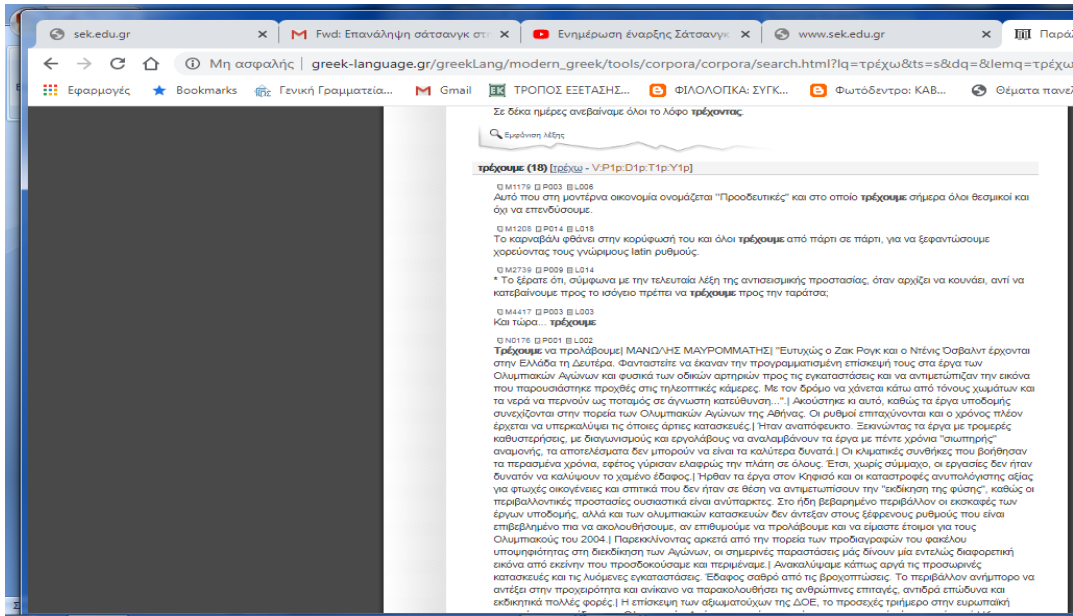 sek.edu.gr
Fwd: Επανάληψη σάτσανγκ στ
Ενημέρωση έναρξης Σάτσανγκ
www.sek.edu.gr
Παρά
Μη ασφαλής | greek-language.gr/greekLang/modern_greek/tools/corpora/corpora/search.html?lq=τρέχω&ts=s&dq=&lemq=τρέχω
Εφαρμογές
Bookmarks
Γενική Γραμματεία...
Gmail
ΤΡΟΠΟΣ ΕΞΕΤΑΣΗΣ...
ΦΙΛΟΛΟΓΙΚΑ: ΣΥΓΚ...
Φωτόδεντρο: ΚΑΒ...
Θέματα πανελ
Σε δέκα ημέρες ανεβαίναμε όλοι το λόφο τρέχοντας.
Εμφάνιση λέξης
τρέχουμε (18) [τρέχω - V:P1p:D1p:T1p:Y1p]
M1179 P003 L006
Αυτό που στη μοντέρνα οικονομία ονομάζεται "Προοδευτικές" και στο οποίο τρέχουμε σήμερα όλοι θεσμικοί και
όχι να επενδύσουμε.
M1208 P014 L018
Το καρναβάλι φθάνει στην κορύφωσή του και όλοι τρέχουμε από πάρτι σε πάρτι, για να ξεφαντώσουμε
χορεύοντας τους γνώριμους latin ρυθμούς.
M2739 P009 L014
* Το ξέρατε ότι, σύμφωνα με την τελευταία λέξη της αντισεισμικής προστασίας, όταν αρχίζει να κουνάει, αντί να
κατεβαίνουμε προς το ισόγειο πρέπει να τρέχουμε προς την ταράτσα;
M4417 P003 L003
Και τώρα... τρέχουμε
N0176 P001 L002
Τρέχουμε να προλάβουμε| ΜΑΝΩΛΗΣ ΜΑΥΡΟΜΜΑΤΗΣ| "Ευτυχώς ο Ζακ Ρογκ και ο Ντένις Όσβαλντ έρχονται
στην Ελλάδα τη Δευτέρα. Φανταστείτε να έκαναν την προγραμματισμένη επίσκεψή τους στα έργα των
Ολυμπιακών Αγώνων και φυσικά των οδικών αρτηριών προς τις εγκαταστάσεις και να αντιμετώπιζαν την εικόνα
που παρουσιάστηκε προχθές στις τηλεοπτικές κάμερες. Με τον δρόμο να χάνεται κάτω από τόνους χωμάτων και
τα νερά να περνούν ως ποταμός σε άγνωστη κατεύθυνση...".| Ακούστηκε κι αυτό, καθώς τα έργα υποδομής
συνεχίζονται στην πορεία των Ολυμπιακών Αγώνων της Αθήνας. Οι ρυθμοί επιταχύνονται και ο χρόνος πλέον
έρχεται να υπερκαλύψει τις όποιες άρτιες κατασκευές.| Ήταν αναπόφευκτο. Ξεκινώντας τα έργα με τρομερές
καθυστερήσεις, με διαγωνισμούς και εργολάβους να αναλαμβάνουν τα έργα με πέντε χρόνια "σιωπηρής"
αναμονής, τα αποτελέσματα δεν μπορούν να είναι τα καλύτερα δυνατά.| Οι κλιματικές συνθήκες που βοήθησαν
τα περασμένα χρόνια, εφέτος γύρισαν ελαφρώς την πλάτη σε όλους. Έτσι, χωρίς σύμμαχο, οι εργασίες δεν ήταν
δυνατόν να καλύψουν το χαμένο έδαφος.| Ήρθαν τα έργα στον Κηφισό και οι καταστροφές ανυπολόγιστης αξίας
για φτωχές οικογένειες και σπιτικά που δεν ήταν σε θέση να αντιμετωπίσουν την "εκδίκηση της φύσης", καθώς οι
περιβαλλοντικές προστασίες ουσιαστικά είναι ανύπαρκτες. Στο ήδη βεβαρημένο περιβάλλον οι εκσκαφές των
έργων υποδομής, αλλά και των ολυμπιακών κατασκευών δεν άντεξαν στους ξέφρενους ρυθμούς που είναι
επιβεβλημένο πια να ακολουθήσουμε, αν επιθυμούμε να προλάβουμε και να είμαστε έτοιμοι για τους
Ολυμπιακούς του 2004.| Παρεκκλίνοντας αρκετά από την πορεία των προδιαγραφών του φακέλου
υποψηφιότητας στη διεκδίκηση των Αγώνων, οι σημερινές παραστάσεις μάς δίνουν μία εντελώς διαφορετική
εικόνα από εκείνην που προσδοκούσαμε και περιμέναμε.| Ανακαλύψαμε κάπως αργά τις προσωρινές
κατασκευές και τις λυόμενες εγκαταστάσεις. Έδαφος σαθρό από τις βροχοπτώσεις. Το περιβάλλον ανήμπορο να
αντέξει στην προχειρότητα και ανίκανο να παρακολουθήσει τις ανθρώπινες επιταγές, αντιδρά επώδυνα και
εκδικητικά πολλές φορές.| Η επίσκεψη των αξιωματούχων της ΔΟΕ, το προσεχές τριήμερο στην ευρωπαϊκή